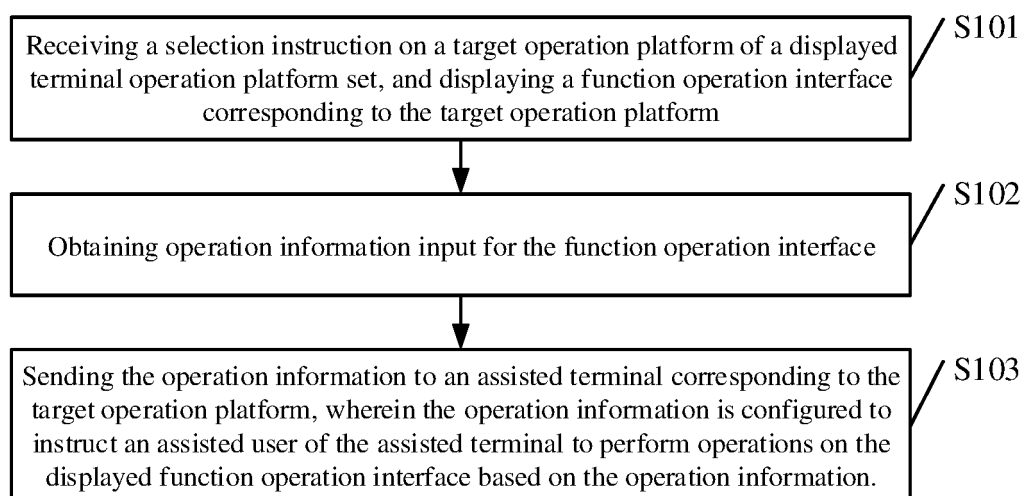 Receiving a selection instruction on a target operation platform of a displayed
terminal operation platform set, and displaying a function operation interface
corresponding to the target operation platform
S101
Obtaining operation information input for the function operation interface
S102
Sending the operation information to an assisted terminal corresponding to the
target operation platform, wherein the operation information is configured to
instruct an assisted user of the assisted terminal to perform operations on the
displayed function operation interface based on the operation information.
S103